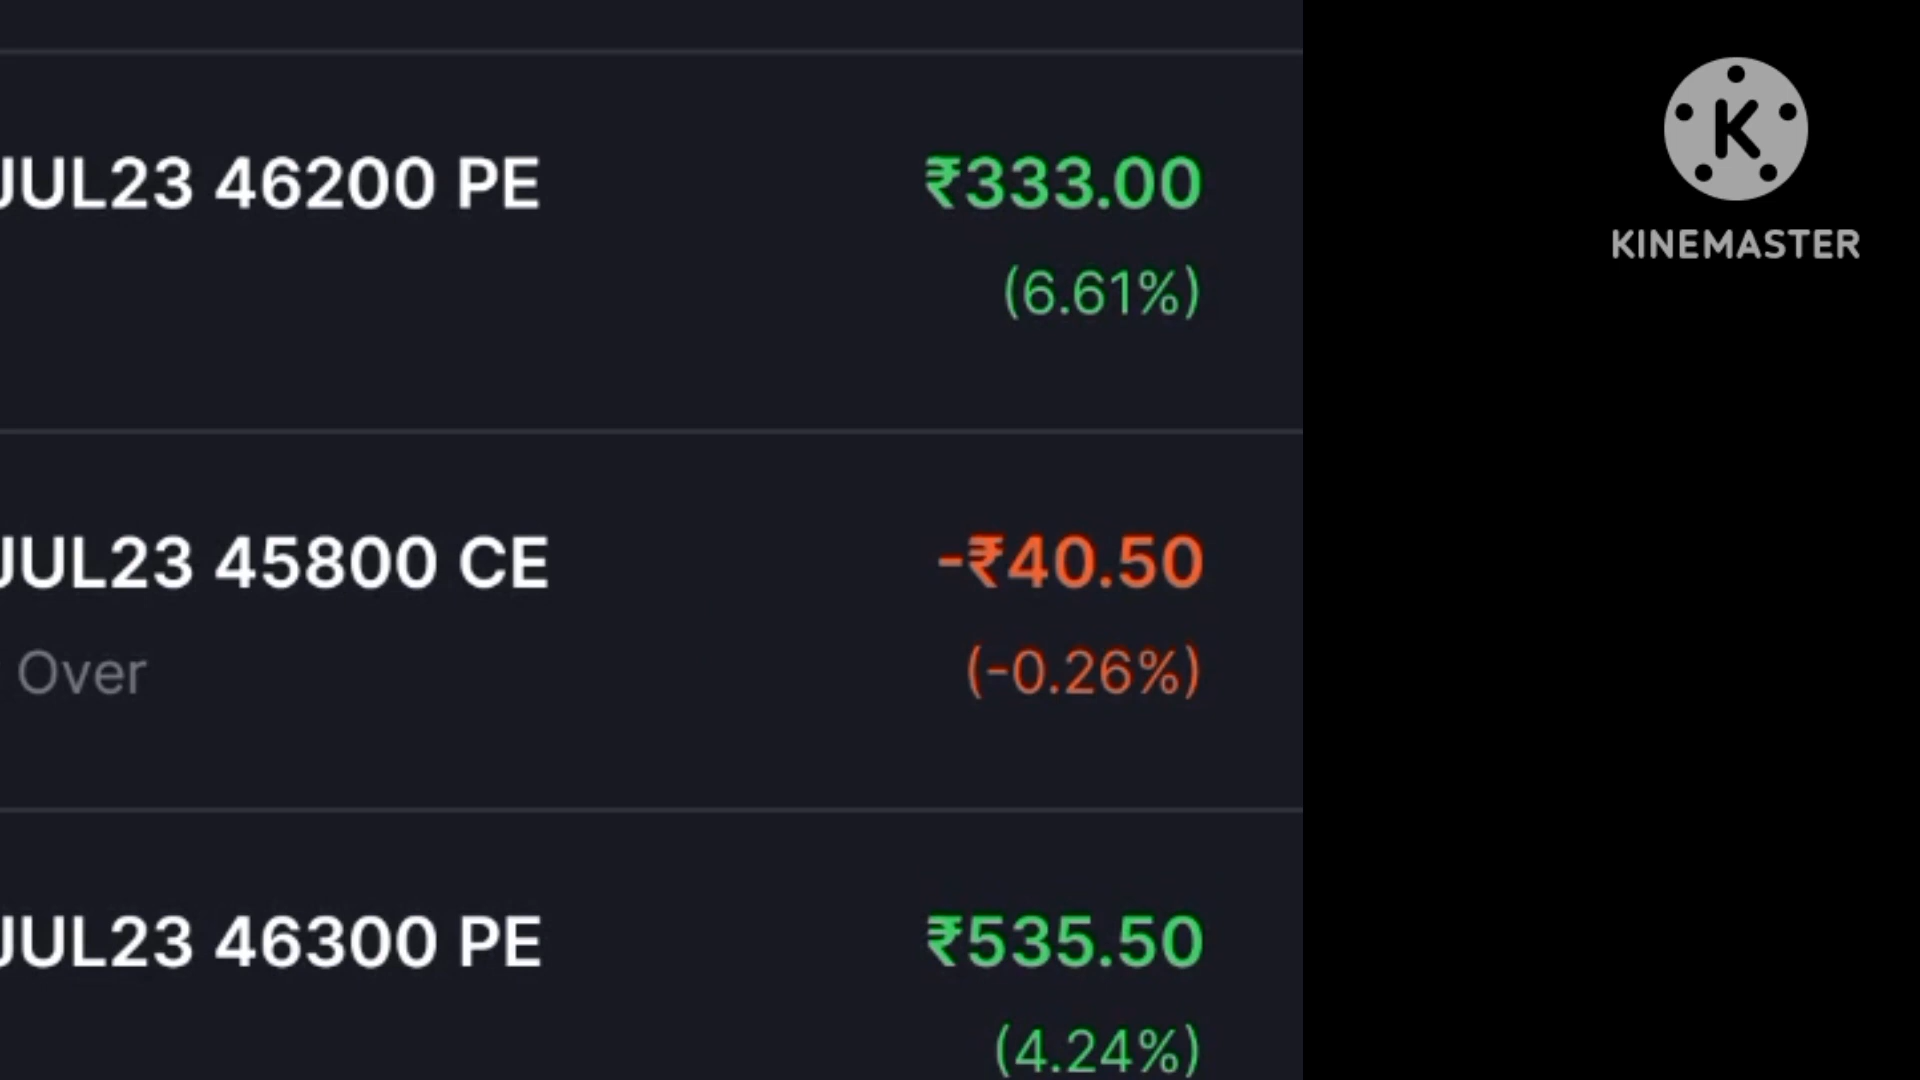 JUL23 46200 PE ₹333.00
(6.61%)
JUL23 45800 CE -₹40.50
Over (-0.26%)
JUL23 46300 PE ₹535.50
(4.24%)
K
KINEMASTER